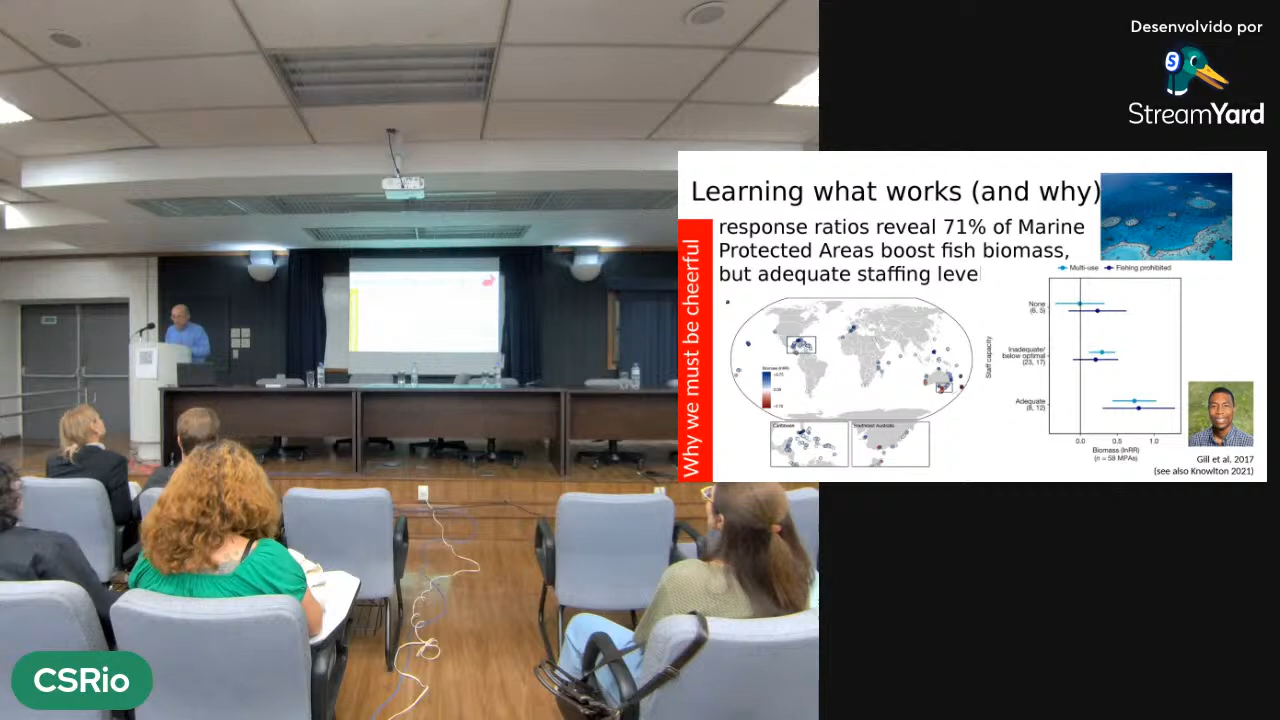 Desenvolvido por
StreamYard
Learning what works (and why)
Why we must be cheerful
response ratios reveal 71% of Marine
Protected Areas boost fish biomass,
but adequate staffing leve
Multi-use
Fishing prohibited
Staff capacity
None
(6, 5)
Inadequate/
below optimal
(23, 17)
Adequate
(8, 12)
0.0 0.5 1.0
Biomass (lnRR)
(n = 58 MPAs)
Biomass (lnRR)
Caribbean
Southeast Australia
Gill et al. 2017
(see also Knowlton 2021)
CSRio